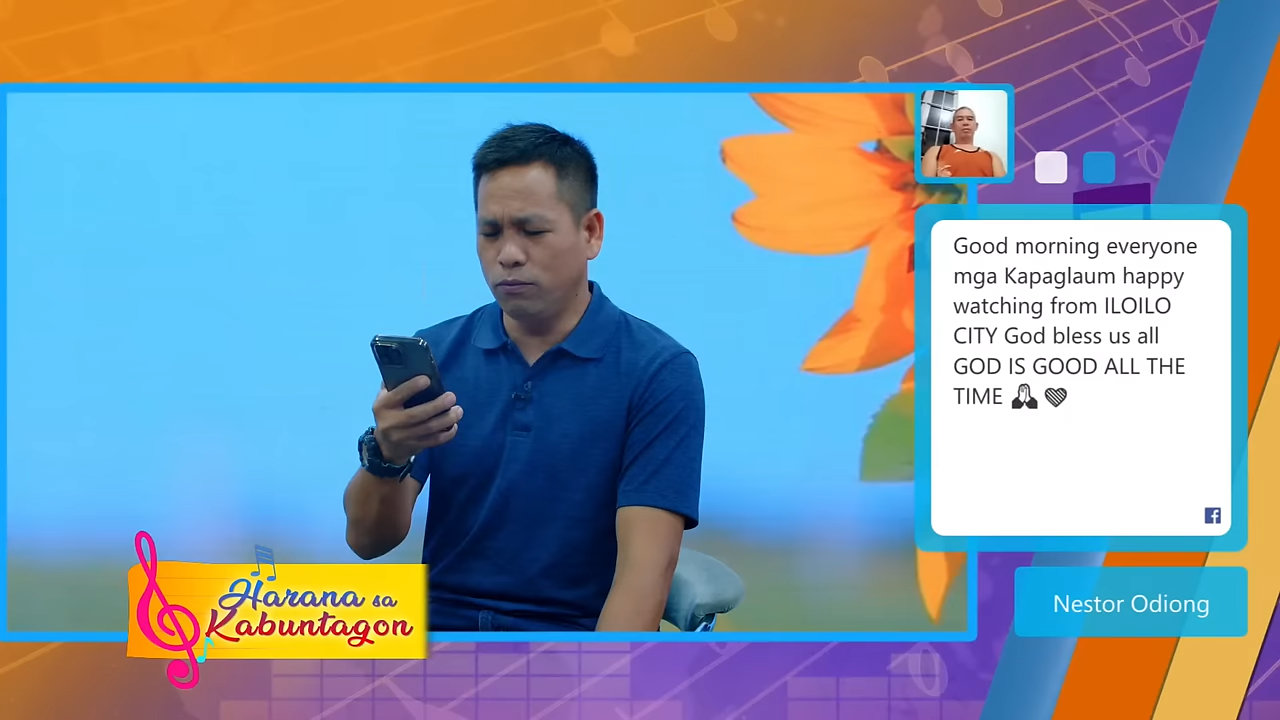 Good morning everyone
mga Kapaglaum happy
watching from ILOILO
CITY God bless us all
GOD IS GOOD ALL THE
TIME 🙏 💜
Nestor Odiong
Harana sa
Kabuntagon